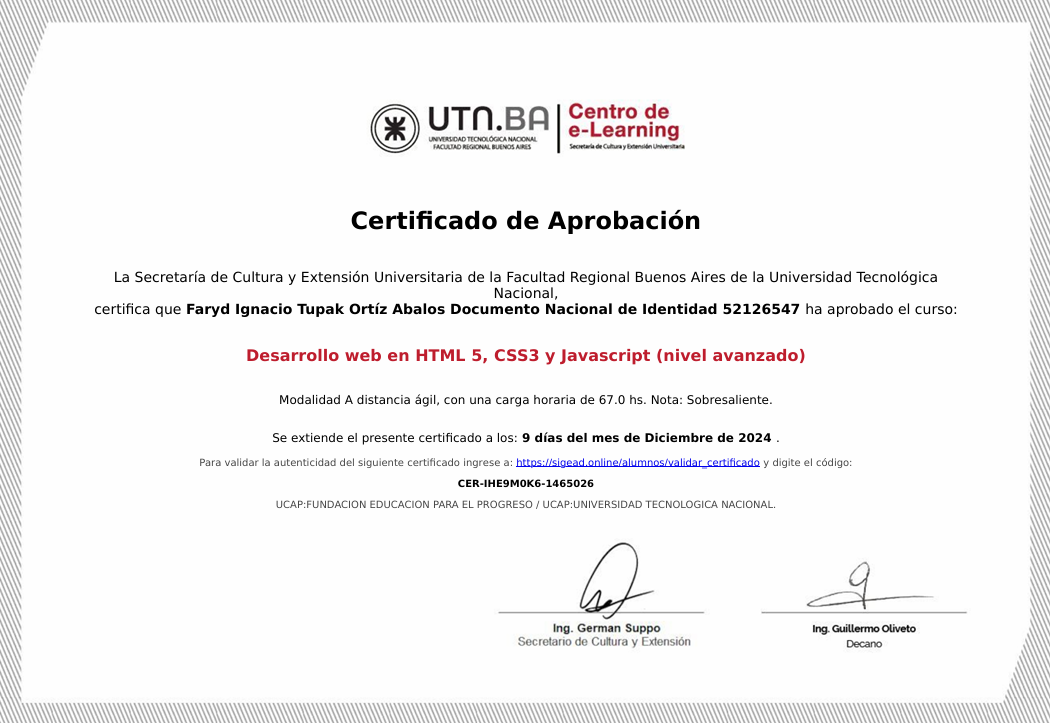 UTN.BA
UNIVERSIDAD TECNOLÓGICA NACIONAL
FACULTAD REGIONAL BUENOS AIRES
Centro de
e-Learning
Secretaría de Cultura y Extensión Universitaria
Certificado de Aprobación
La Secretaría de Cultura y Extensión Universitaria de la Facultad Regional Buenos Aires de la Universidad Tecnológica
Nacional,
certifica que Faryd Ignacio Tupak Ortíz Abalos Documento Nacional de Identidad 52126547 ha aprobado el curso:
Desarrollo web en HTML 5, CSS3 y Javascript (nivel avanzado)
Modalidad A distancia ágil, con una carga horaria de 67.0 hs. Nota: Sobresaliente.
Se extiende el presente certificado a los: 9 días del mes de Diciembre de 2024 .
Para validar la autenticidad del siguiente certificado ingrese a: https://sigead.online/alumnos/validar_certificado y digite el código:
CER-IHE9M0K6-1465026
UCAP:FUNDACION EDUCACION PARA EL PROGRESO / UCAP:UNIVERSIDAD TECNOLOGICA NACIONAL.
Ing. German Suppo
Secretario de Cultura y Extensión
Ing. Guillermo Oliveto
Decano